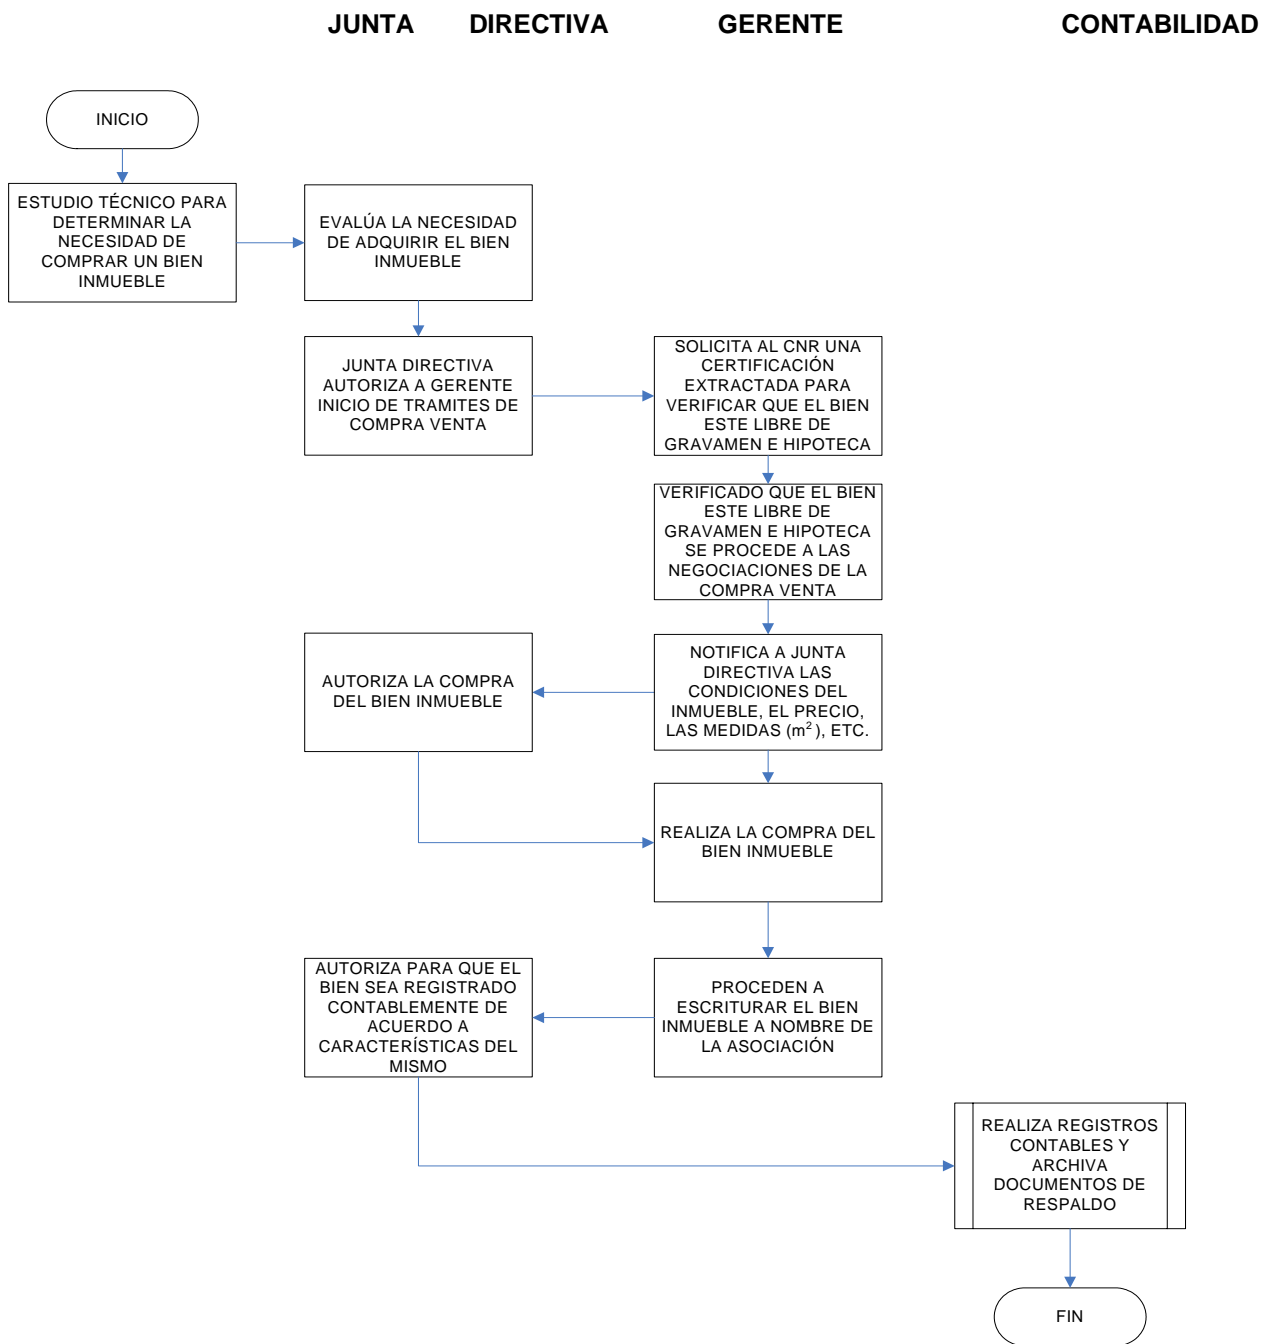 JUNTA DIRECTIVA GERENTE CONTABILIDAD
INICIO
ESTUDIO TÉCNICO PARA
DETERMINAR LA
NECESIDAD DE
COMPRAR UN BIEN
INMUEBLE
EVALÚA LA NECESIDAD
DE ADQUIRIR EL BIEN
INMUEBLE
JUNTA DIRECTIVA
AUTORIZA A GERENTE
INICIO DE TRAMITES DE
COMPRA VENTA
SOLICITA AL CNR UNA
CERTIFICACIÓN
EXTRACTADA PARA
VERIFICAR QUE EL BIEN
ESTE LIBRE DE
GRAVAMEN E HIPOTECA
VERIFICADO QUE EL BIEN
ESTE LIBRE DE
GRAVAMEN E HIPOTECA
SE PROCEDE A LAS
NEGOCIACIONES DE LA
COMPRA VENTA
NOTIFICA A JUNTA
DIRECTIVA LAS
CONDICIONES DEL
INMUEBLE, EL PRECIO,
LAS MEDIDAS (m²), ETC.
AUTORIZA LA COMPRA
DEL BIEN INMUEBLE
REALIZA LA COMPRA DEL
BIEN INMUEBLE
PROCEDEN A
ESCRITURAR EL BIEN
INMUEBLE A NOMBRE DE
LA ASOCIACIÓN
AUTORIZA PARA QUE EL
BIEN SEA REGISTRADO
CONTABLEMENTE DE
ACUERDO A
CARACTERÍSTICAS DEL
MISMO
REALIZA REGISTROS
CONTABLES Y
ARCHIVA
DOCUMENTOS DE
RESPALDO
FIN